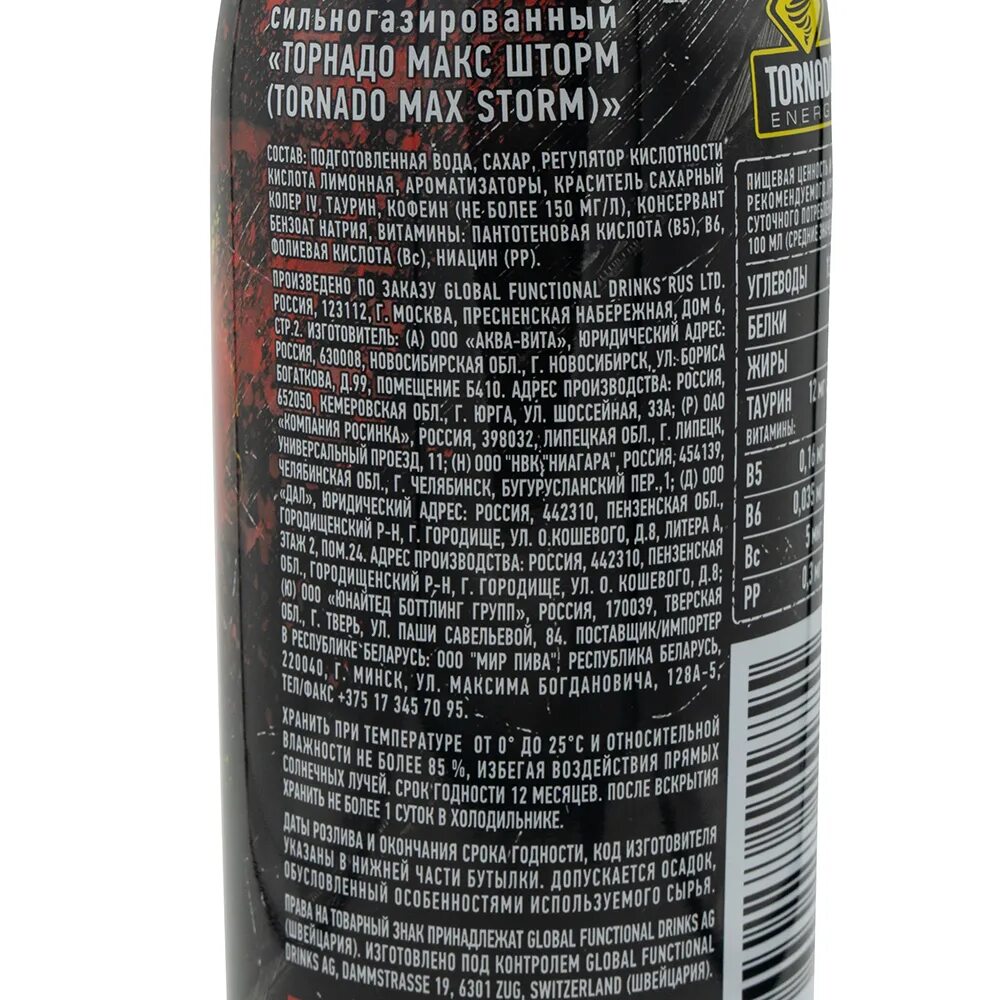 сильногазированный
«ТОРНАДО МАКС ШТОРМ
(TORNADO MAX STORM)»
СОСТАВ: ПОДГОТОВЛЕННАЯ ВОДА, САХАР, РЕГУЛЯТОР КИСЛОТНОСТИ
КИСЛОТА ЛИМОННАЯ, АРОМАТИЗАТОРЫ, КРАСИТЕЛЬ САХАРНЫЙ
КОЛЕР IV, ТАУРИН, КОФЕИН (НЕ БОЛЕЕ 150 МГ/Л), КОНСЕРВАНТ
БЕНЗОАТ НАТРИЯ, ВИТАМИНЫ: ПАНТОТЕНОВАЯ КИСЛОТА (B5), B6,
ФОЛИЕВАЯ КИСЛОТА (Вс), НИАЦИН (РР).
ПРОИЗВЕДЕНО ПО ЗАКАЗУ GLOBAL FUNCTIONAL DRINKS RUS LTD.
РОССИЯ, 123112, Г. МОСКВА, ПРЕСНЕНСКАЯ НАБЕРЕЖНАЯ, ДОМ 6,
СТР.2. ИЗГОТОВИТЕЛЬ: (А) ООО «АКВА-ВИТА», ЮРИДИЧЕСКИЙ АДРЕС:
РОССИЯ, 630008, НОВОСИБИРСКАЯ ОБЛ., Г. НОВОСИБИРСК, УЛ. БОРИСА
БОГАТКОВА, Д.99, ПОМЕЩЕНИЕ Б410. АДРЕС ПРОИЗВОДСТВА: РОССИЯ,
652050, КЕМЕРОВСКАЯ ОБЛ., Г. ЮРГА, УЛ. ШОССЕЙНАЯ, 33А; (Р) ОАО
«КОМПАНИЯ РОСИНКА», РОССИЯ, 398032, ЛИПЕЦКАЯ ОБЛ., Г. ЛИПЕЦК,
УНИВЕРСАЛЬНЫЙ ПРОЕЗД, 11; (Н) ООО "НВК "НИАГАРА", РОССИЯ, 454139,
ЧЕЛЯБИНСКАЯ ОБЛ., Г. ЧЕЛЯБИНСК, БУГУРУСЛАНСКИЙ ПЕР.,1; (Д) ООО
«ДАЛ», ЮРИДИЧЕСКИЙ АДРЕС: РОССИЯ, 442310, ПЕНЗЕНСКАЯ ОБЛ.,
ГОРОДИЩЕНСКИЙ Р-Н, Г. ГОРОДИЩЕ, УЛ. О.КОШЕВОГО, Д.8, ЛИТЕРА А,
ЭТАЖ 2, ПОМ.24. АДРЕС ПРОИЗВОДСТВА: РОССИЯ, 442310, ПЕНЗЕНСКАЯ
ОБЛ., ГОРОДИЩЕНСКИЙ Р-Н, Г. ГОРОДИЩЕ, УЛ. О. КОШЕВОГО, Д.8;
(Ю) ООО «ЮНАЙТЕД БОТТЛИНГ ГРУПП», РОССИЯ, 170039, ТВЕРСКАЯ
ОБЛ., Г. ТВЕРЬ, УЛ. ПАШИ САВЕЛЬЕВОЙ, 84. ПОСТАВЩИК/ИМПОРТЕР
В РЕСПУБЛИКЕ БЕЛАРУСЬ: ООО "МИР ПИВА", РЕСПУБЛИКА БЕЛАРУСЬ,
220040, Г МИНСК, УЛ. МАКСИМА БОГДАНОВИЧА, 128А-5;
ТЕЛ/ФАКС +375 17 345 70 95.
ХРАНИТЬ ПРИ ТЕМПЕРАТУРЕ ОТ 0° ДО 25°С И ОТНОСИТЕЛЬНОЙ
ВЛАЖНОСТИ НЕ БОЛЕЕ 85 %, ИЗБЕГАЯ ВОЗДЕЙСТВИЯ ПРЯМЫХ
СОЛНЕЧНЫХ ЛУЧЕЙ. СРОК ГОДНОСТИ 12 МЕСЯЦЕВ. ПОСЛЕ ВСКРЫТИЯ
ХРАНИТЬ НЕ БОЛЕЕ 1 СУТОК В ХОЛОДИЛЬНИКЕ.
ДАТЫ РОЗЛИВА И ОКОНЧАНИЯ СРОКА ГОДНОСТИ, КОД ИЗГОТОВИТЕЛЯ
УКАЗАНЫ В НИЖНЕЙ ЧАСТИ БУТЫЛКИ. ДОПУСКАЕТСЯ ОСАДОК,
ОБУСЛОВЛЕННЫЙ ОСОБЕННОСТЯМИ ИСПОЛЬЗУЕМОГО СЫРЬЯ.
ПРАВА НА ТОВАРНЫЙ ЗНАК ПРИНАДЛЕЖАТ GLOBAL FUNCTIONAL DRINKS AG
(ШВЕЙЦАРИЯ). ИЗГОТОВЛЕНО ПОД КОНТРОЛЕМ GLOBAL FUNCTIONAL
DRINKS AG, DAMMSTRASSE 19, 6301 ZUG, SWITZERLAND (ШВЕЙЦАРИЯ).
TORNADO
ENERG
ПИЩЕВАЯ ЦЕННОСТЬ
РЕКОМЕНДУЕМОГО
СУТОЧНОГО
100 МЛ (СРЕДНИЕ
УГЛЕВОДЫ
БЕЛКИ
ЖИРЫ
ТАУРИН 12 МГ
ВИТАМИНЫ:
В5
В6 0,035
Вс
РР